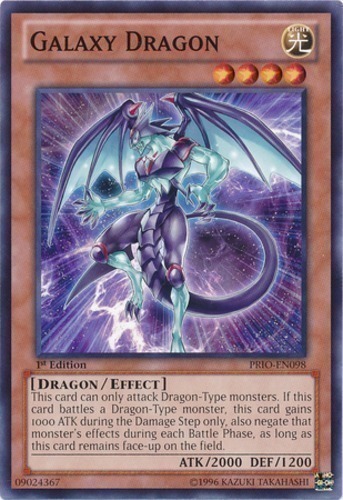 GALAXY DRAGON
LIGHT
光
1st Edition
PRIO-EN098
[DRAGON/EFFECT]
This card can only attack Dragon-Type monsters. If this
card battles a Dragon-Type monster, this card gains
1000 ATK during the Damage Step only, also negate that
monster's effects during each Battle Phase, as long as
this card remains face-up on the field.
ATK/2000 DEF/1200
09024367
©1996 KAZUKI TAKAHASHI